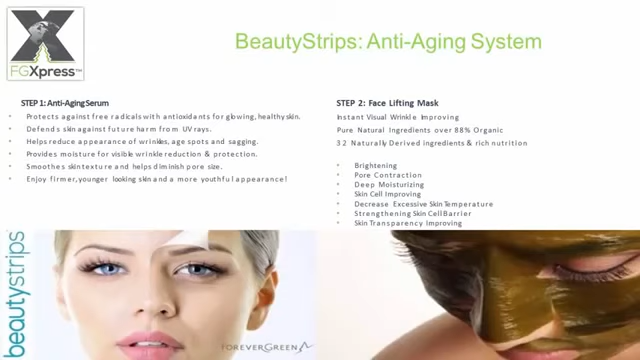 FGXpress™
BeautyStrips: Anti-Aging System
STEP 1: Anti-Aging Serum
• Protects against free radicals with antioxidants for glowing, healthy skin.
• Defends skin against future harm from UV rays.
• Helps reduce appearance of wrinkles, age spots and sagging.
• Provides moisture for visible wrinkle reduction & protection.
• Smoothes skin texture and helps diminish pore size.
• Enjoy firmer, younger looking skin and a more youthful appearance!
STEP 2: Face Lifting Mask
Instant Visual Wrinkle Improving
Pure Natural Ingredients over 88% Organic
32 Naturally Derived ingredients & rich nutrition
• Brightening
• Pore Contraction
• Deep Moisturizing
• Skin Cell Improving
• Decrease Excessive Skin Temperature
• Strengthening Skin Cell Barrier
• Skin Transparency Improving
beautystrips
FOREVERGREEN